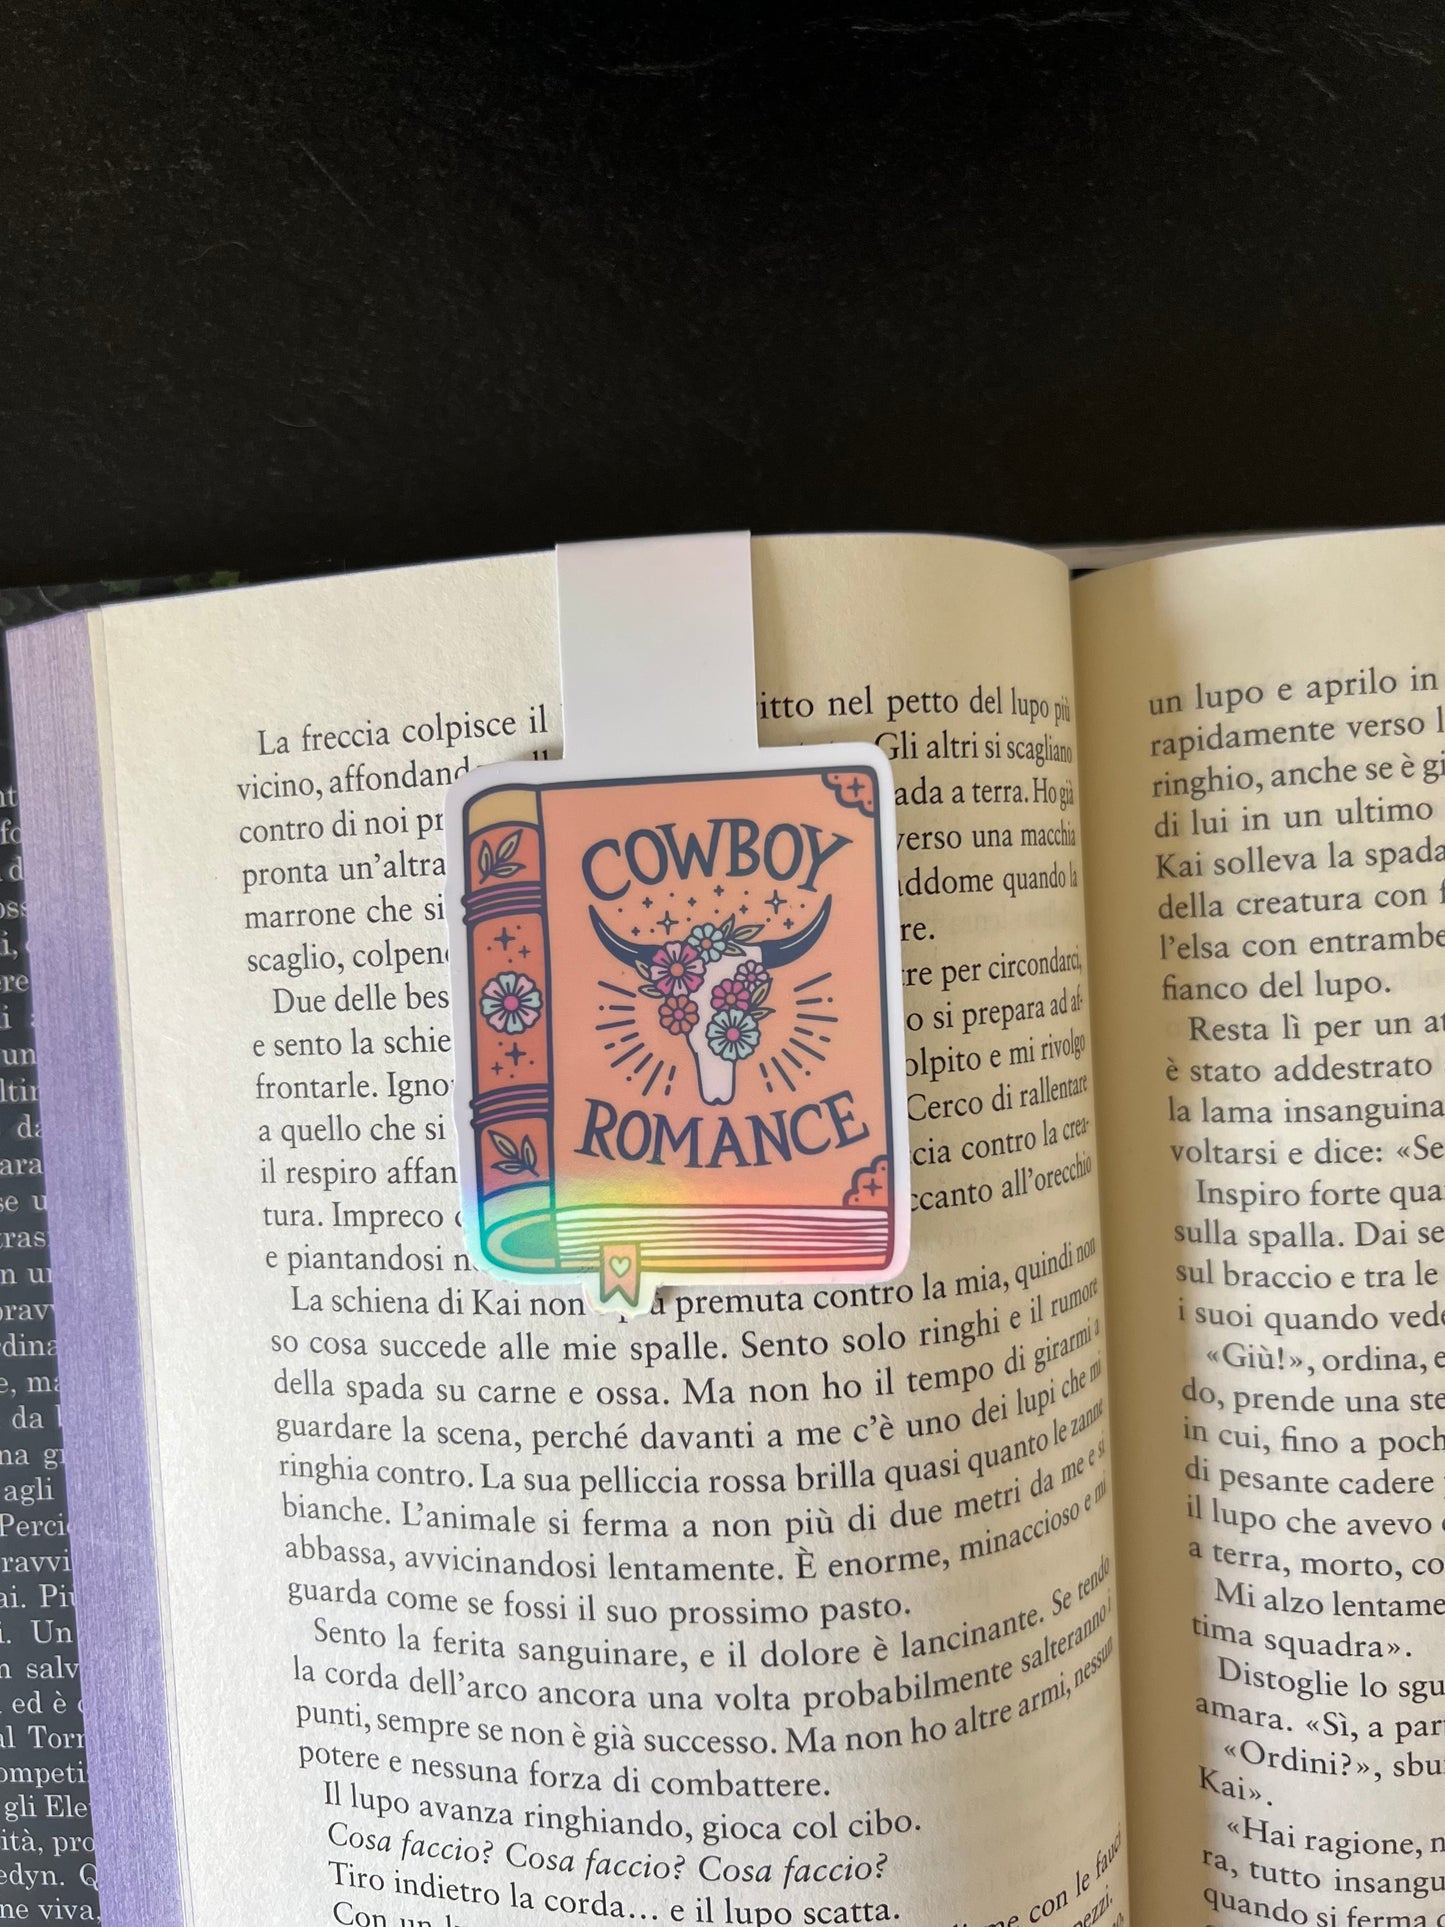 La freccia colpisce il
itto nel petto del lupo più
vicino, affondand
Gli altri si scagliano
contro di noi pr
ada a terra. Ho già
pronta un'altra
verso una macchia
marrone che si
addome quando la
scaglio, colpen
re.
Due delle bes
tre per circondarci,
e sento la schie
o si prepara ad af-
frontarle. Igno
olpito e mi rivolgo
a quello che si
Cerco di rallentare
il respiro affan
ccia contro la crea-
tura. Impreco
ccanto all'orecchio
e piantandosi n
La schiena di Kai non
premuta contro la mia, quindi non
so cosa succede alle mie spalle. Sento solo ringhi e il rumore
della spada su carne e ossa. Ma non ho il tempo di girarmi a
guardare la scena, perché davanti a me c'è uno dei lupi che mi
ringhia contro. La sua pelliccia rossa brilla quasi quanto le zanne
bianche. L'animale si ferma a non più di due metri da me e si
abbassa, avvicinandosi lentamente. È enorme, minaccioso e mi
guarda come se fossi il suo prossimo pasto.
Sento la ferita sanguinare, e il dolore è lancinante. Se tendo
la corda dell'arco ancora una volta probabilmente salteranno i
punti, sempre se non è già successo. Ma non ho altre armi, nessun
potere e nessuna forza di combattere.
Il lupo avanza ringhiando, gioca col cibo.
Cosa faccio? Cosa faccio? Cosa faccio?
Tiro indietro la corda... e il lupo scatta.
Con un
me con le fauci
pezzi.
COWBOY
ROMANCE
un lupo e aprilo in
rapidamente verso l
ringhio, anche se è gi
di lui in un ultimo
Kai solleva la spada
della creatura con f
l'elsa con entrambe
fianco del lupo.
Resta lì per un at
è stato addestrato
la lama insanguina
voltarsi e dice: «Se
Inspiro forte qua
sulla spalla. Dai se
sul braccio e tra le
i suoi quando vede
«Giù!», ordina, e
do, prende una ste
in cui, fino a poch
di pesante cadere
il lupo che avevo
a terra, morto, co
Mi alzo lentame
tima squadra».
Distoglie lo sgu
amara. «Sì, a par
«Ordini?», sbu
Kai».
«Hai ragione, n
ra, tutto insangu
quando si ferma